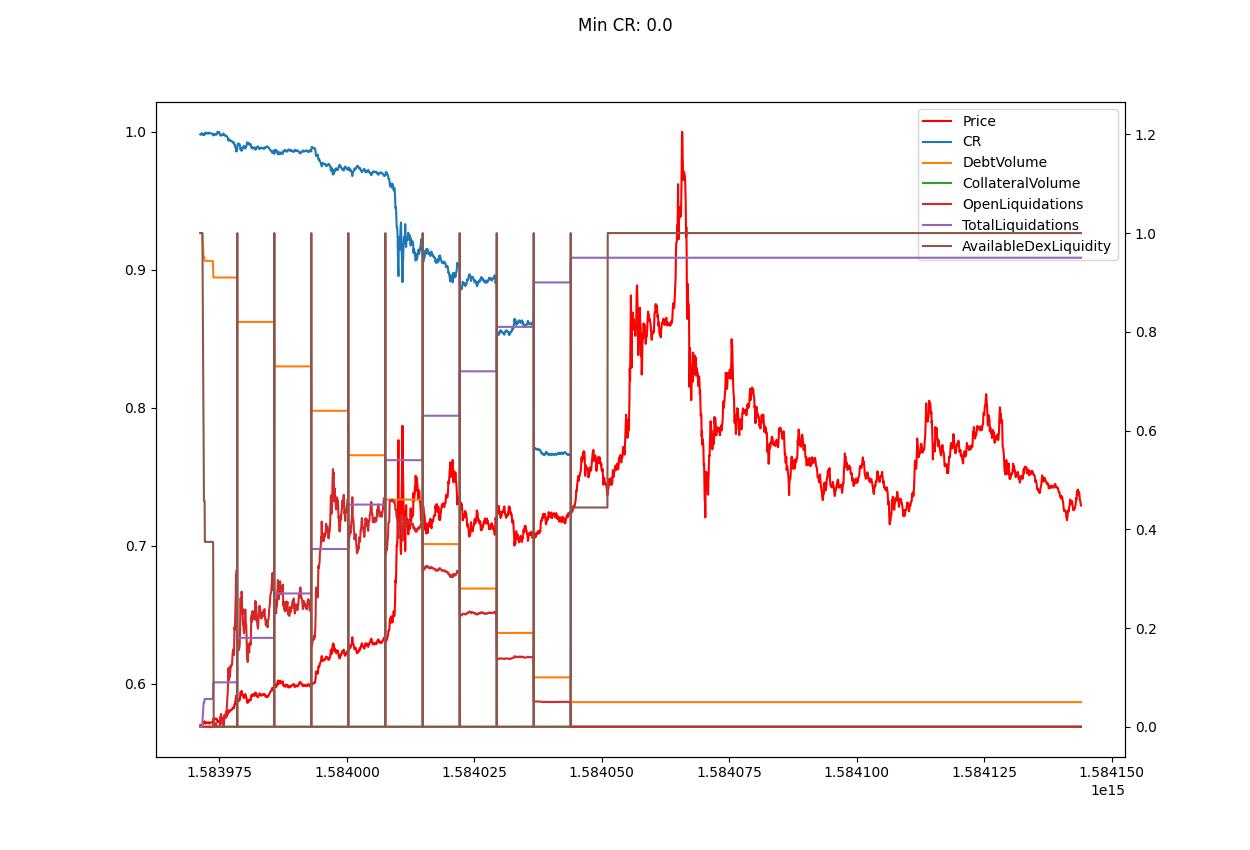 Min CR: 0.0
Price
CR
DebtVolume
CollateralVolume
OpenLiquidations
TotalLiquidations
AvailableDexLiquidity
1.0
0.9
0.8
0.7
0.6
1.2
1.0
0.8
0.6
0.4
0.2
0.0
1.583975 1.584000 1.584025 1.584050 1.584075 1.584100 1.584125 1.584150
1e15